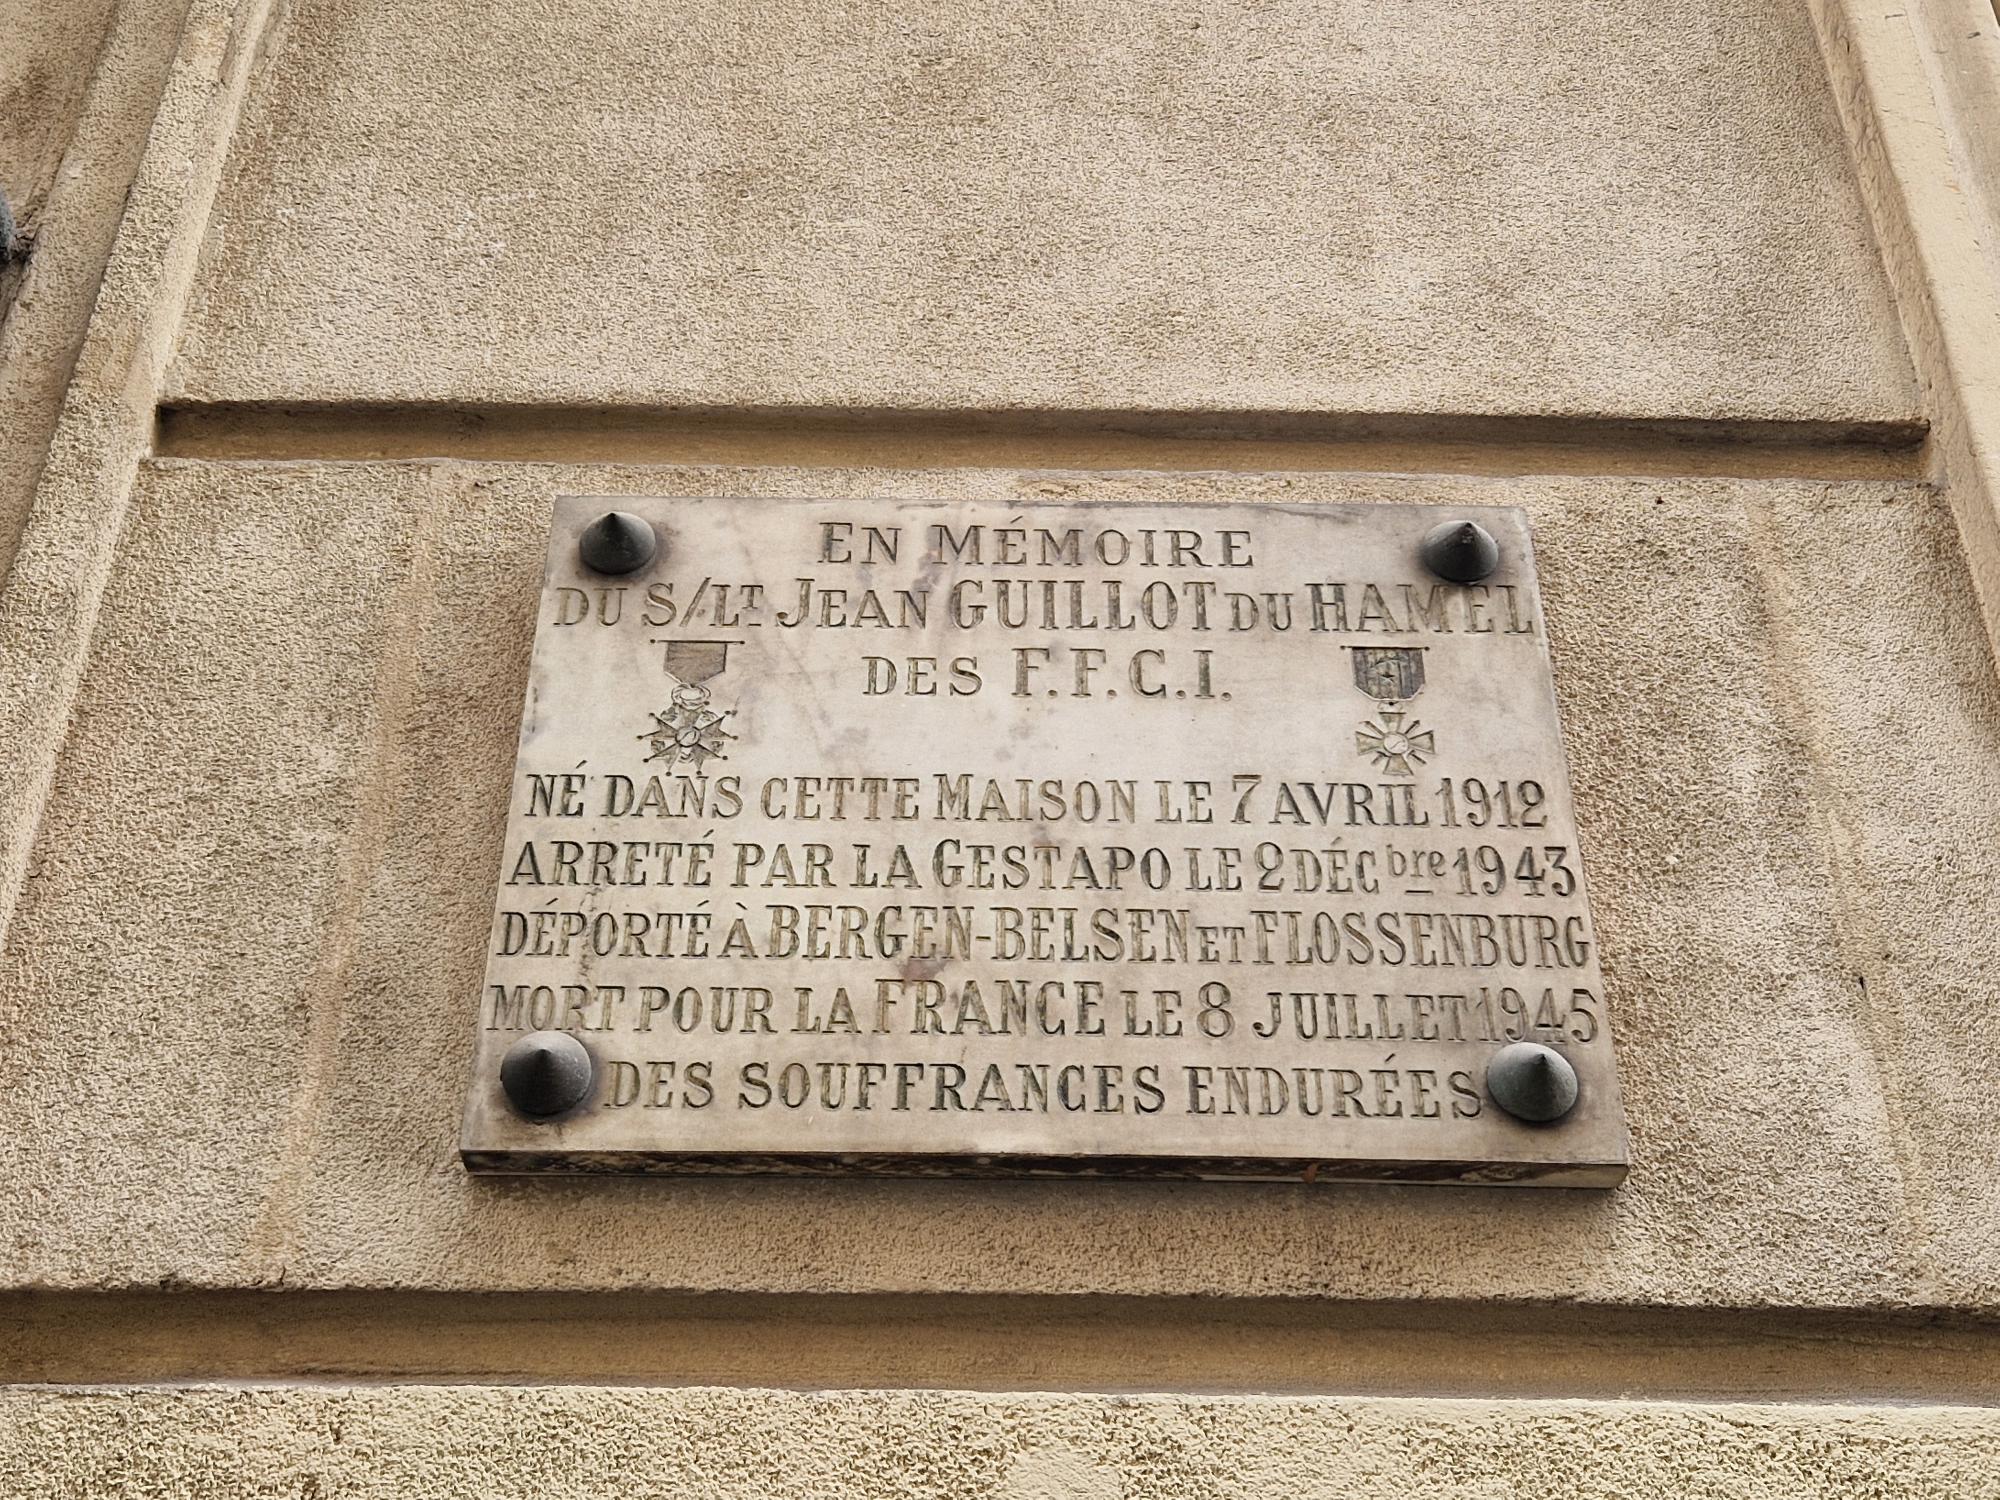 EN MÉMOIRE
DU S/LT JEAN GUILLOT DU HAMEL
DES F.F.C.I.
NÉ DANS CETTE MAISON LE 7 AVRIL 1912
ARRETÉ PAR LA GESTAPO LE 2 DÉCbre 1943
DÉPORTÉ À BERGEN-BELSEN ET FLOSSENBURG
MORT POUR LA FRANCE LE 8 JUILLET 1945
DES SOUFFRANCES ENDURÉES